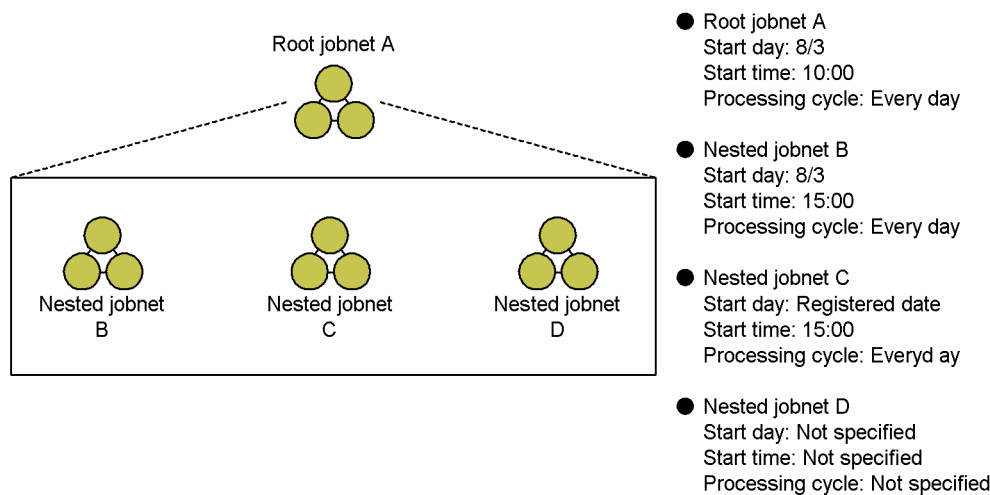 Root jobnet A
Nested jobnet
B
Nested jobnet
C
Nested jobnet
D
Root jobnet A
Start day: 8/3
Start time: 10:00
Processing cycle: Every day
Nested jobnet B
Start day: 8/3
Start time: 15:00
Processing cycle: Every day
Nested jobnet C
Start day: Registered date
Start time: 15:00
Processing cycle: Everyd ay
Nested jobnet D
Start day: Not specified
Start time: Not specified
Processing cycle: Not specified